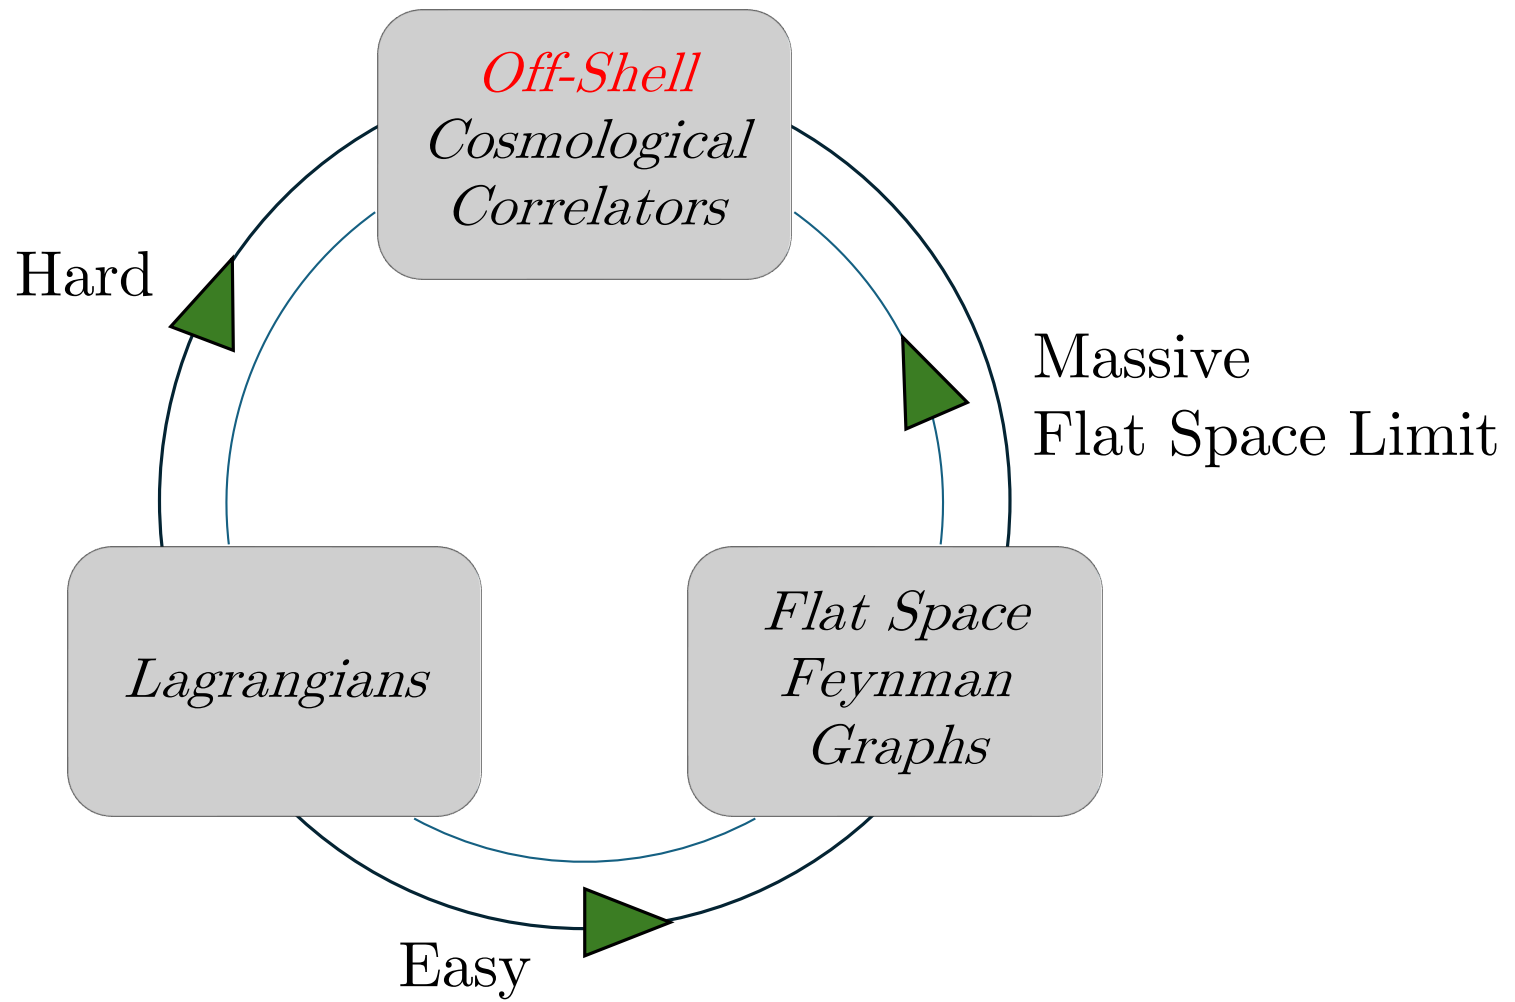 Off-Shell
Cosmological
Correlators
Hard
Massive
Flat Space Limit
Lagrangians
Flat Space
Feynman
Graphs
Easy